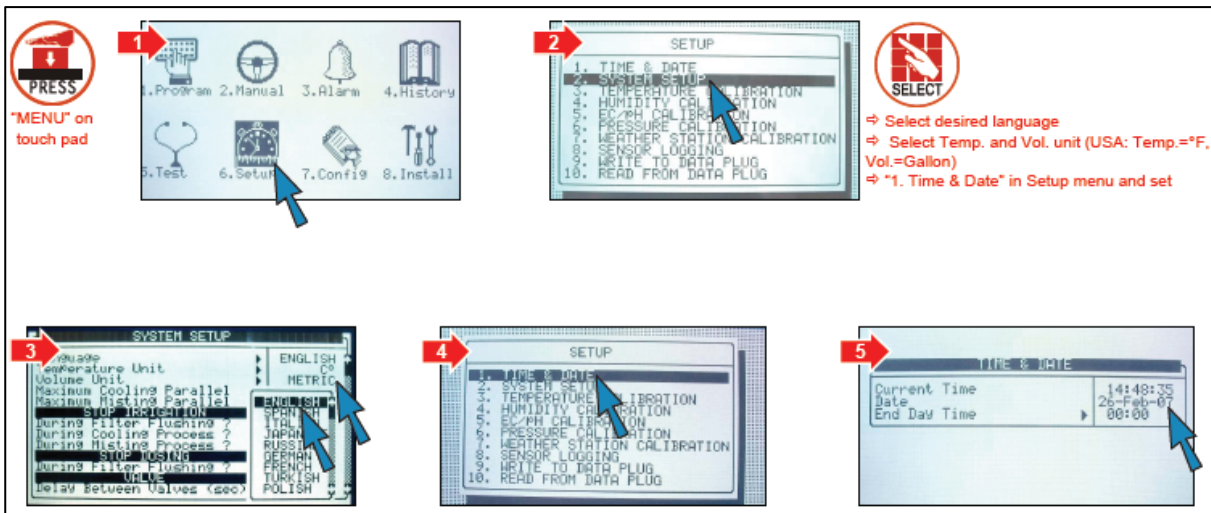 PRESS
"MENU" on
touch pad
1
1.Program 2.Manual 3.Alarm 4.History
5.Test 6.Setup 7.Config 8.Install
2
SETUP
1. TIME & DATE
2. SYSTEM SETUP
3. TEMPERATURE CALIBRATION
4. HUMIDITY CALIBRATION
5. EC/PH CALIBRATION
6. PRESSURE CALIBRATION
7. WEATHER STATION CALIBRATION
8. SENSOR LOGGING
9. WRITE TO DATA PLUG
10. READ FROM DATA PLUG
SELECT
⇨ Select desired language
⇨ Select Temp. and Vol. unit (USA: Temp.=°F,
Vol.=Gallon)
⇨ "1. Time & Date" in Setup menu and set
3
SYSTEM SETUP
Language ENGLISH
Temperature Unit C°
Volume Unit METRIC
Maximum Cooling Parallel
Maximum Misting Parallel
STOP IRRIGATION
During Filter Flushing ?
During Cooling Process ?
During Misting Process ?
STOP DOSING
During Filter Flushing ?
VALVE
Delay Between Valves (sec)
ENGLISH
SPANISH
ITALIAN
JAPAN
RUSSIAN
GERMAN
FRENCH
TURKISH
POLISH
4
SETUP
1. TIME & DATE
2. SYSTEM SETUP
3. TEMPERATURE CALIBRATION
4. HUMIDITY CALIBRATION
5. EC/PH CALIBRATION
6. PRESSURE CALIBRATION
7. WEATHER STATION CALIBRATION
8. SENSOR LOGGING
9. WRITE TO DATA PLUG
10. READ FROM DATA PLUG
5
TIME & DATE
Current Time 14:48:35
Date 26-Feb-07
End Day Time 00:00